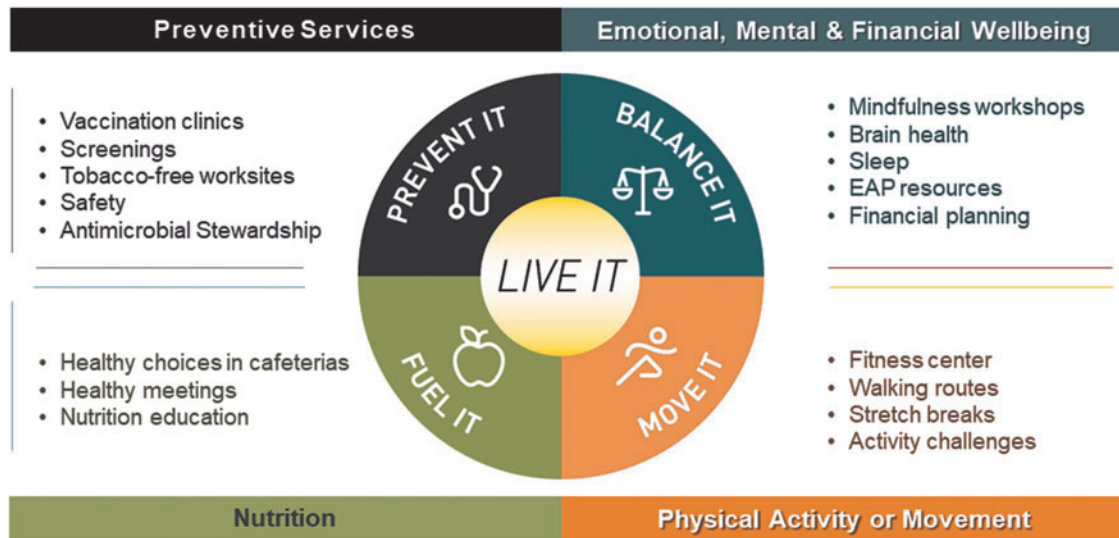 Preventive Services
Emotional, Mental & Financial Wellbeing
• Vaccination clinics
• Screenings
• Tobacco-free worksites
• Safety
• Antimicrobial Stewardship
PREVENT IT
BALANCE IT
• Mindfulness workshops
• Brain health
• Sleep
• EAP resources
• Financial planning
LIVE IT
• Healthy choices in cafeterias
• Healthy meetings
• Nutrition education
FUEL IT
MOVE IT
• Fitness center
• Walking routes
• Stretch breaks
• Activity challenges
Nutrition
Physical Activity or Movement